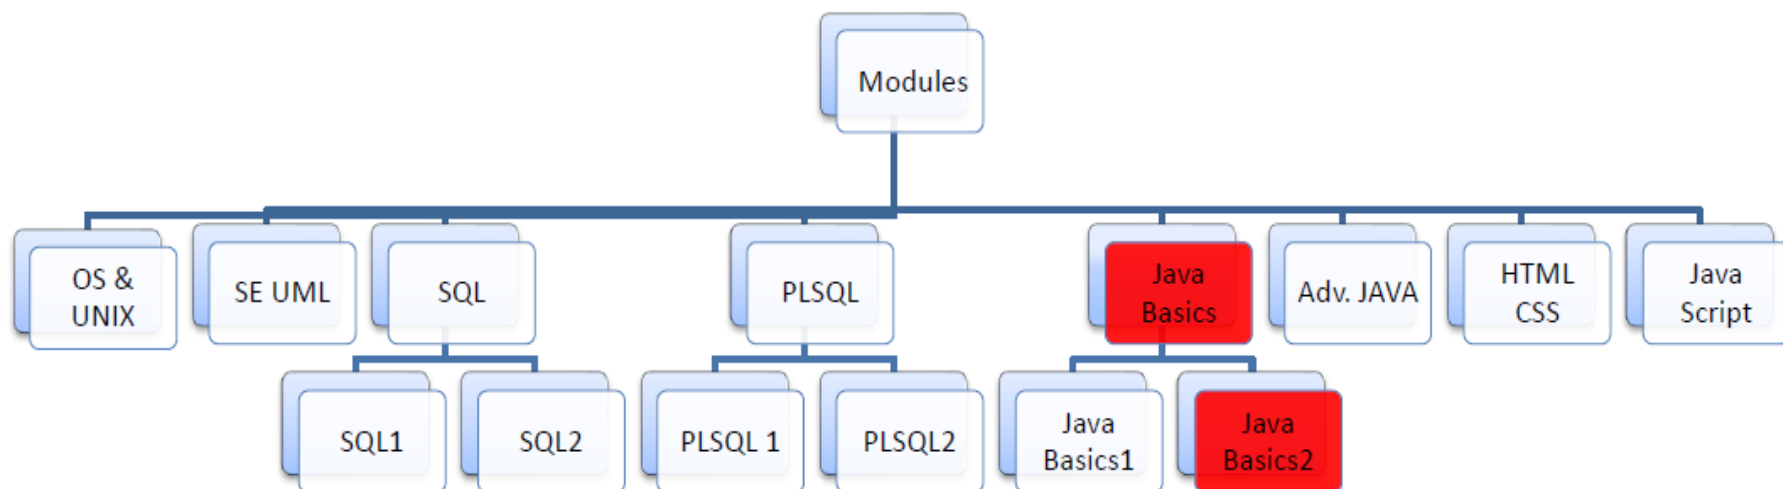 Modules
OS &
UNIX
SE UML
SQL
PLSQL
Java
Basics
Adv. JAVA
HTML
CSS
Java
Script
SQL1
SQL2
PLSQL 1
PLSQL2
Java
Basics1
Java
Basics2